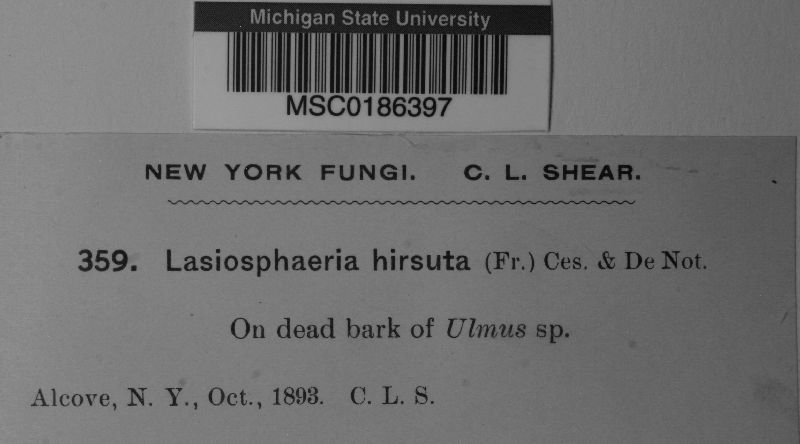 Michigan State University
MSC0186397
NEW YORK FUNGI. C. L. SHEAR.
359. Lasiosphaeria hirsuta (Fr.) Ces. & De Not.
On dead bark of Ulmus sp.
Alcove, N. Y., Oct., 1893. C. L. S.